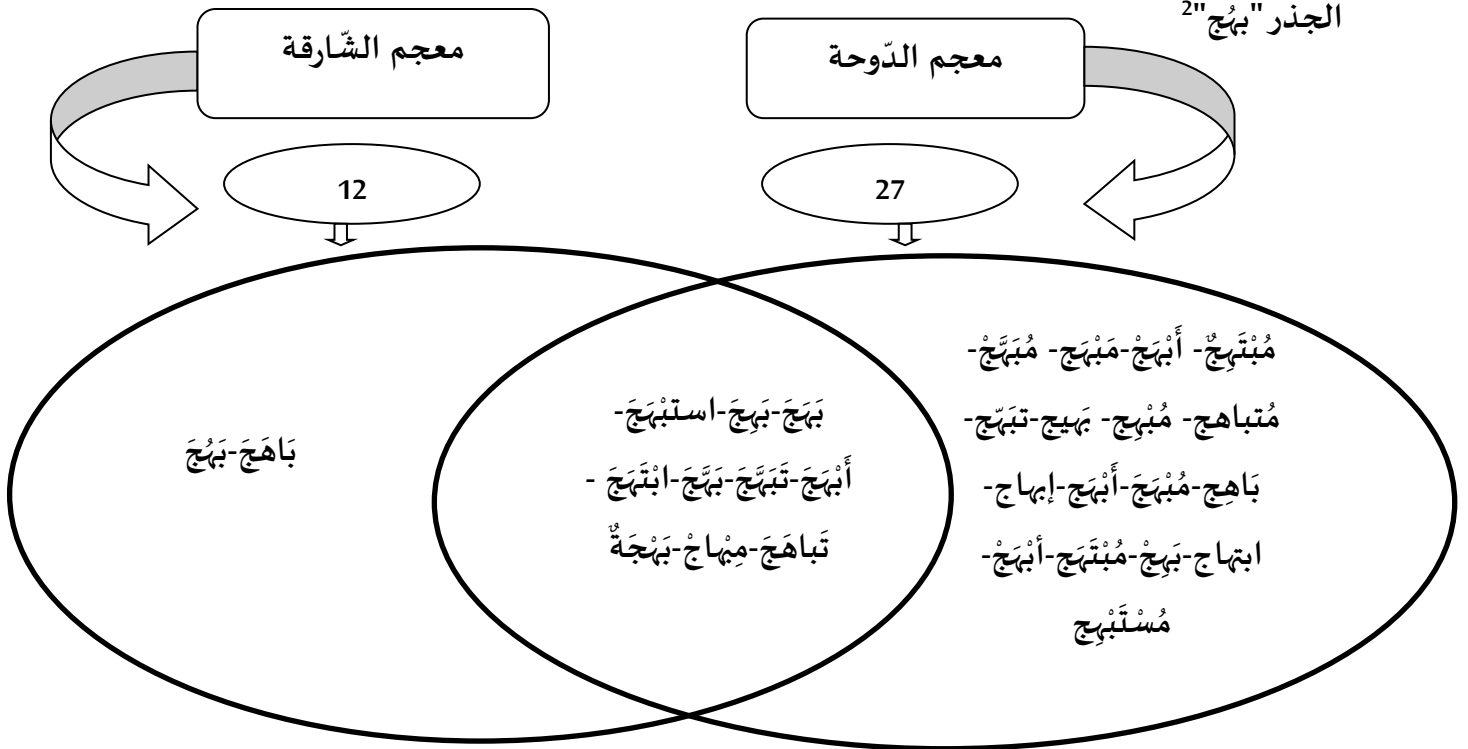 الجذر "بهُج"2
معجم الدّوحة
معجم الشّارقة
27
12
مُبْتَهِجٌ- أَبْهَجْ-مَبْهَج- مُبَهَّجْ-
مُتباهج- مُبْهِج- بَهيج-تبَهّج-
بَاهِج-مُبْهَجَ-أَبْهَج-إبهاج-
ابتهاج-بَهِجْ-مُبْتَهَج-أبْهَجْ-
مُسْتَبْهِج
بَهَجَ-بَهِجَ-استبْهَجَ-
أَبْهَجَ-تَبَهَّجَ-بَهَّجَ-ابْتَهَجَ -
تَباهَجَ-مِبْهاجْ-بَهْجَةٌ
بَاهَجَ-بَهُجَ